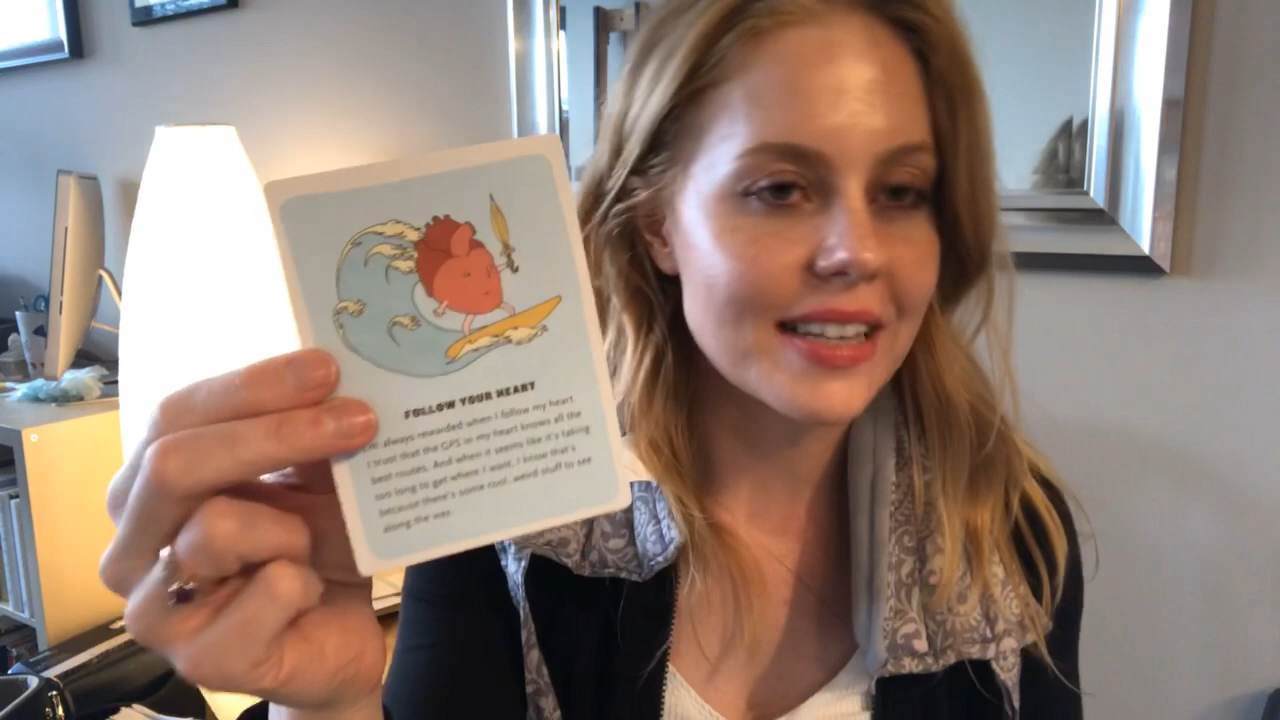 FOLLOW YOUR HEART
always rewarded when I follow my heart.
I trust that the GPS in my heart knows all the
best routes. And when it seems like it's taking
too long to get where I want, I know that's
because there's some cool, weird stuff to see
along the way.